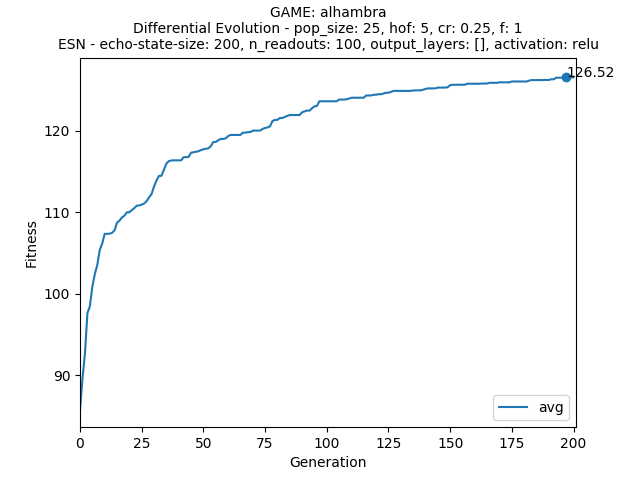 GAME: alhambra
Differential Evolution - pop_size: 25, hof: 5, cr: 0.25, f: 1
ESN - echo-state-size: 200, n_readouts: 100, output_layers: [], activation: relu
126.52
120
110
100
90
Fitness
avg
0 25 50 75 100 125 150 175 200
Generation